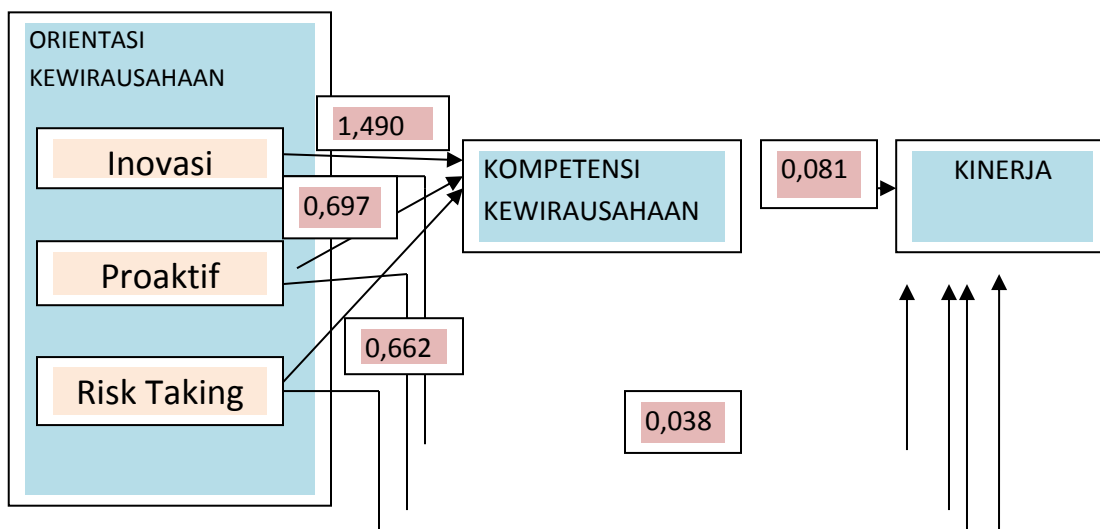 ORIENTASI
KEWIRAUSAHAAN
Inovasi
Proaktif
Risk Taking
1,490
0,697
0,662
KOMPETENSI
KEWIRAUSAHAAN
0,081
KINERJA
0,038